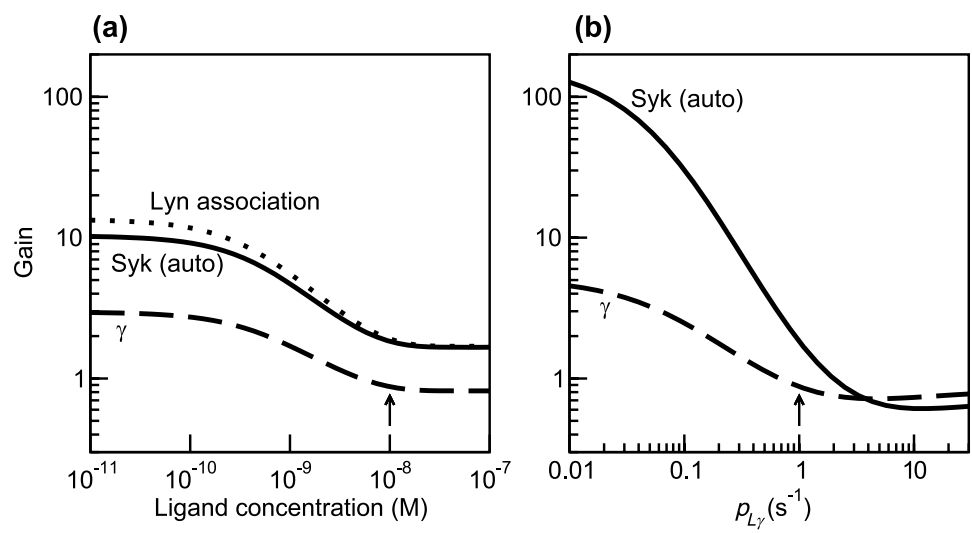 (a)
(b)
Gain
100
10
1
Lyn association
Syk (auto)
γ
10⁻¹¹ 10⁻¹⁰ 10⁻⁹ 10⁻⁸ 10⁻⁷
Ligand concentration (M)
100
10
1
Syk (auto)
γ
0.01 0.1 1 10
p_Lγ (s⁻¹)